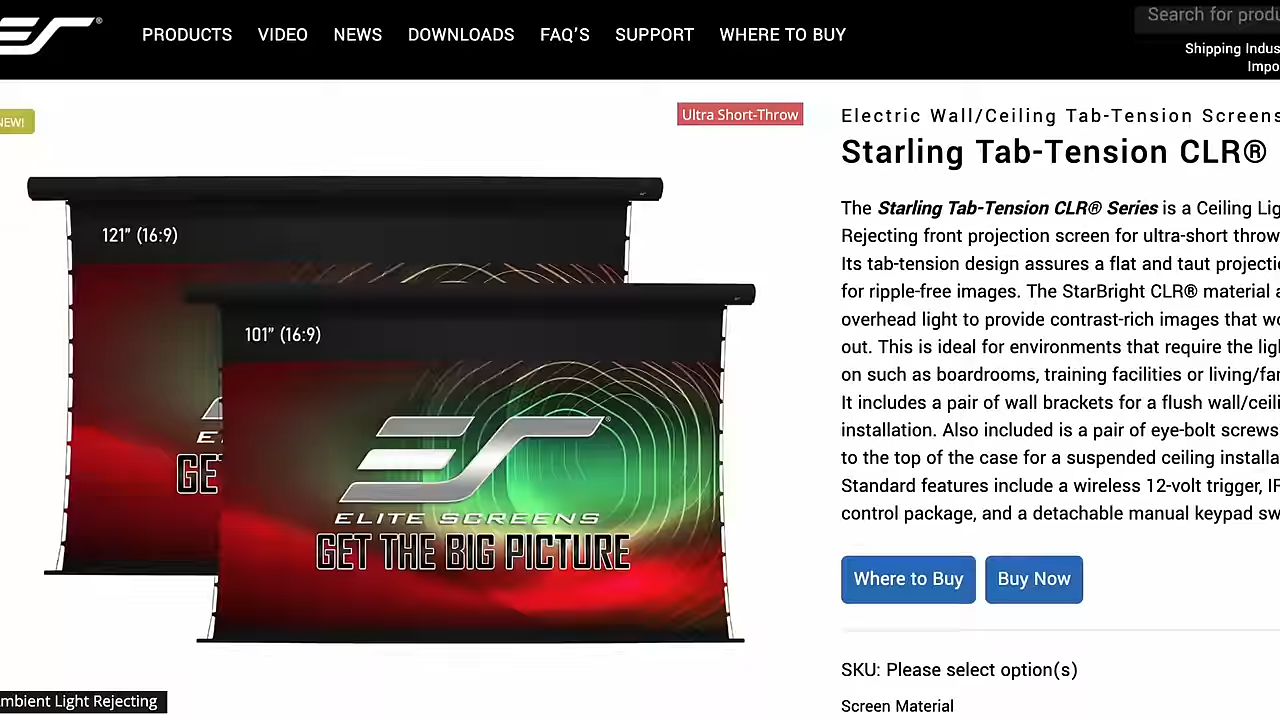 PRODUCTS VIDEO NEWS DOWNLOADS FAQ'S SUPPORT WHERE TO BUY
Search for produ
Shipping Indus
Impo
NEW!
Ultra Short-Throw
121” (16:9)
101” (16:9)
GE
ELITE SCREENS
GET THE BIG PICTURE
mbient Light Rejecting
Electric Wall/Ceiling Tab-Tension Screens
Starling Tab-Tension CLR®
The Starling Tab-Tension CLR® Series is a Ceiling Lig
Rejecting front projection screen for ultra-short throw
Its tab-tension design assures a flat and taut projecti
for ripple-free images. The StarBright CLR® material a
overhead light to provide contrast-rich images that wo
out. This is ideal for environments that require the lig
on such as boardrooms, training facilities or living/fa
It includes a pair of wall brackets for a flush wall/ceili
installation. Also included is a pair of eye-bolt screws
to the top of the case for a suspended ceiling installa
Standard features include a wireless 12-volt trigger, IF
control package, and a detachable manual keypad sw
Where to Buy Buy Now
SKU: Please select option(s)
Screen Material